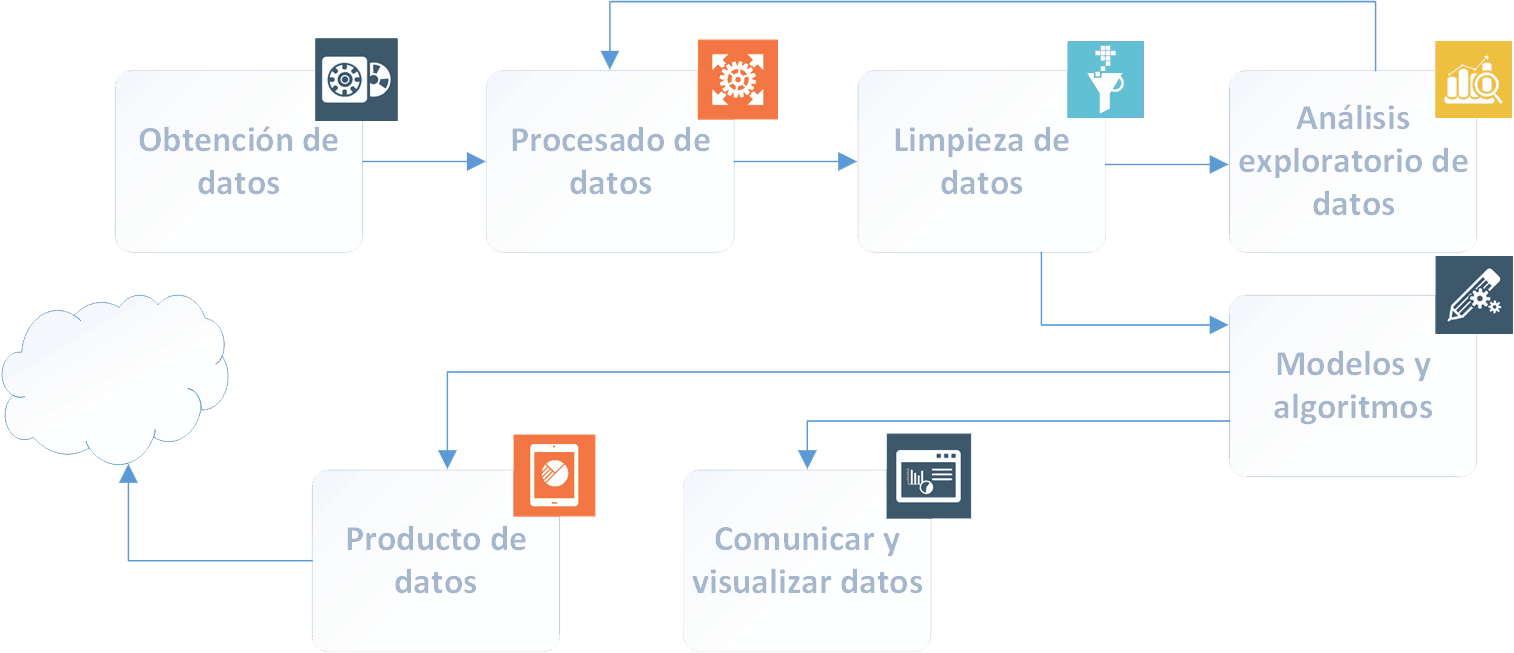 Obtención de
datos
Procesado de
datos
Limpieza de
datos
Análisis
exploratorio de
datos
Modelos y
algoritmos
Producto de
datos
Comunicar y
visualizar datos